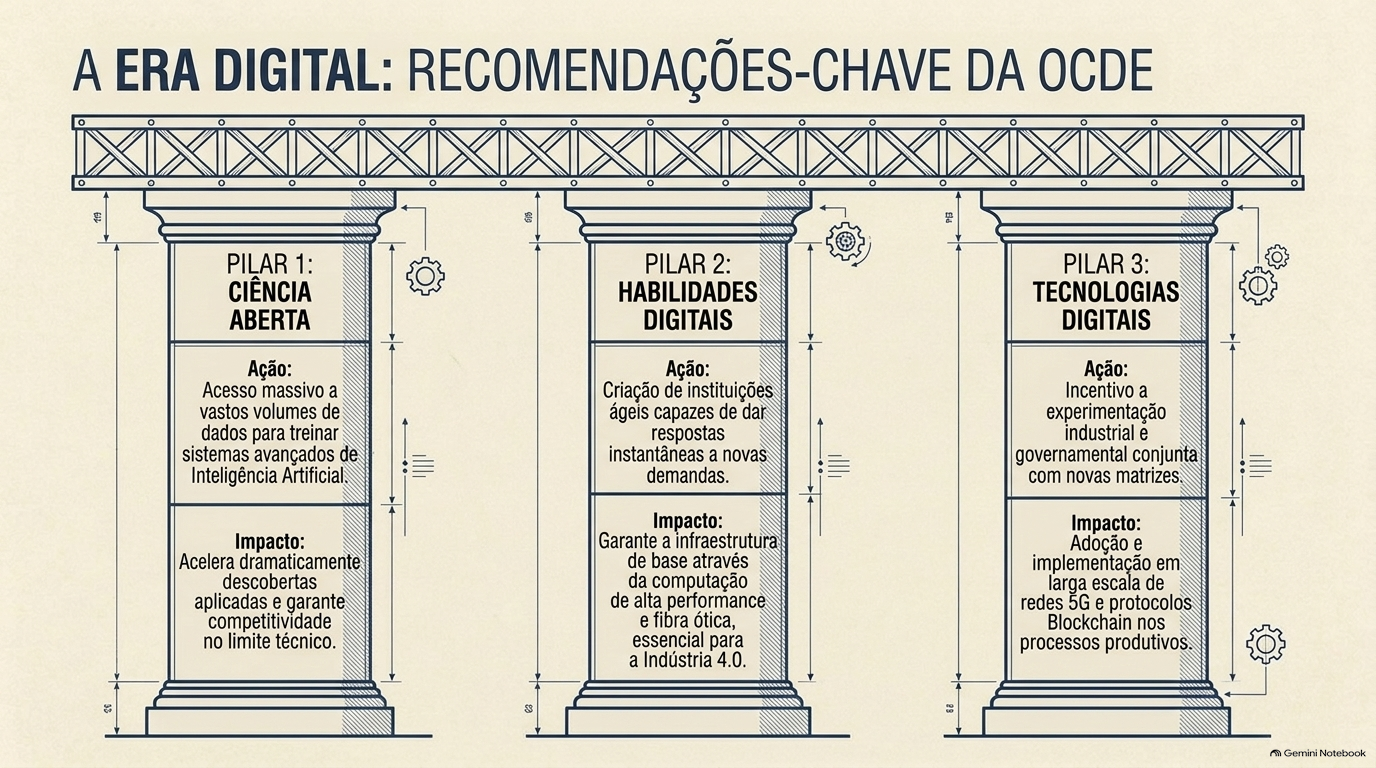 A ERA DIGITAL: RECOMENDAÇÕES-CHAVE DA OCDE
PILAR 1:
CIÊNCIA
ABERTA
Ação:
Acesso massivo a
vastos volumes de
dados para treinar
sistemas avançados de
Inteligência Artificial.
Impacto:
Acelera dramaticamente
descobertas
aplicadas e garante
competitividade
no limite técnico.
PILAR 2:
HABILIDADES
DIGITAIS
Ação:
Criação de instituições
ágeis capazes de dar
respostas
instantâneas a novas
demandas.
Impacto:
Garante a infraestrutura
de base através
da computação
de alta performance
e fibra ótica,
essencial para
a Indústria 4.0.
PILAR 3:
TECNOLOGIAS
DIGITAIS
Ação:
Incentivo a
experimentação
industrial e
governamental conjunta
com novas matrizes.
Impacto:
Adoção e
implementação em
larga escala de
redes 5G e protocolos
Blockchain nos
processos produtivos.
Gemini Notebook